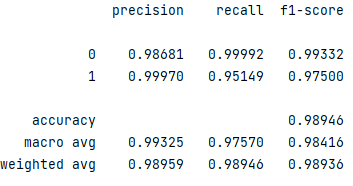 precision recall f1-score
0 0.98681 0.99992 0.99332
1 0.99970 0.95149 0.97500
accuracy 0.98946
macro avg 0.99325 0.97570 0.98416
weighted avg 0.98959 0.98946 0.98936